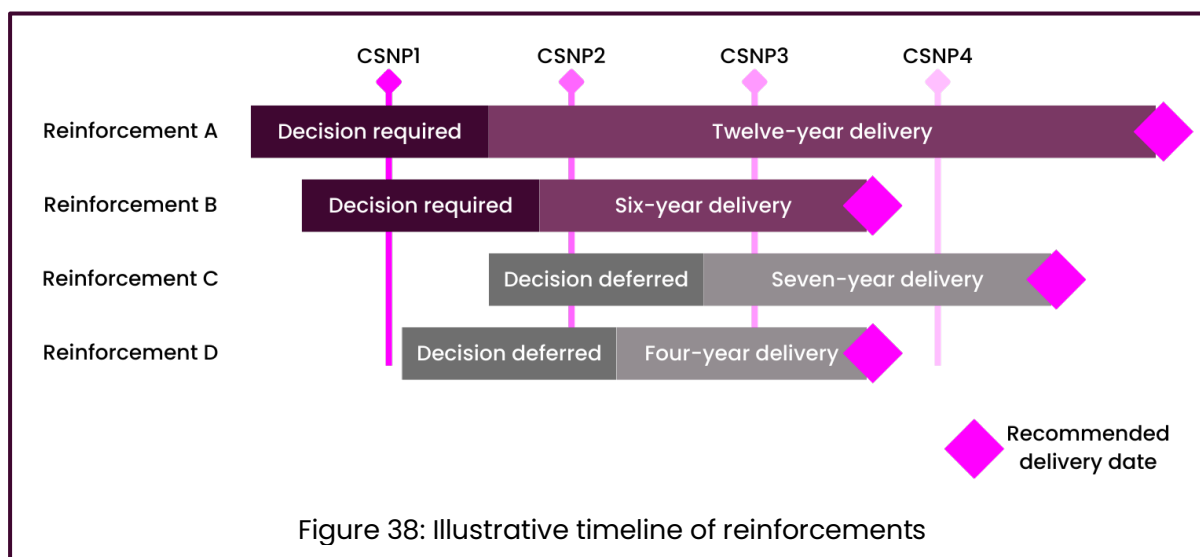 CSNP1 CSNP2 CSNP3 CSNP4
Reinforcement A Decision required Twelve-year delivery
Reinforcement B Decision required Six-year delivery
Reinforcement C Decision deferred Seven-year delivery
Reinforcement D Decision deferred Four-year delivery
Recommended
delivery date
Figure 38: Illustrative timeline of reinforcements